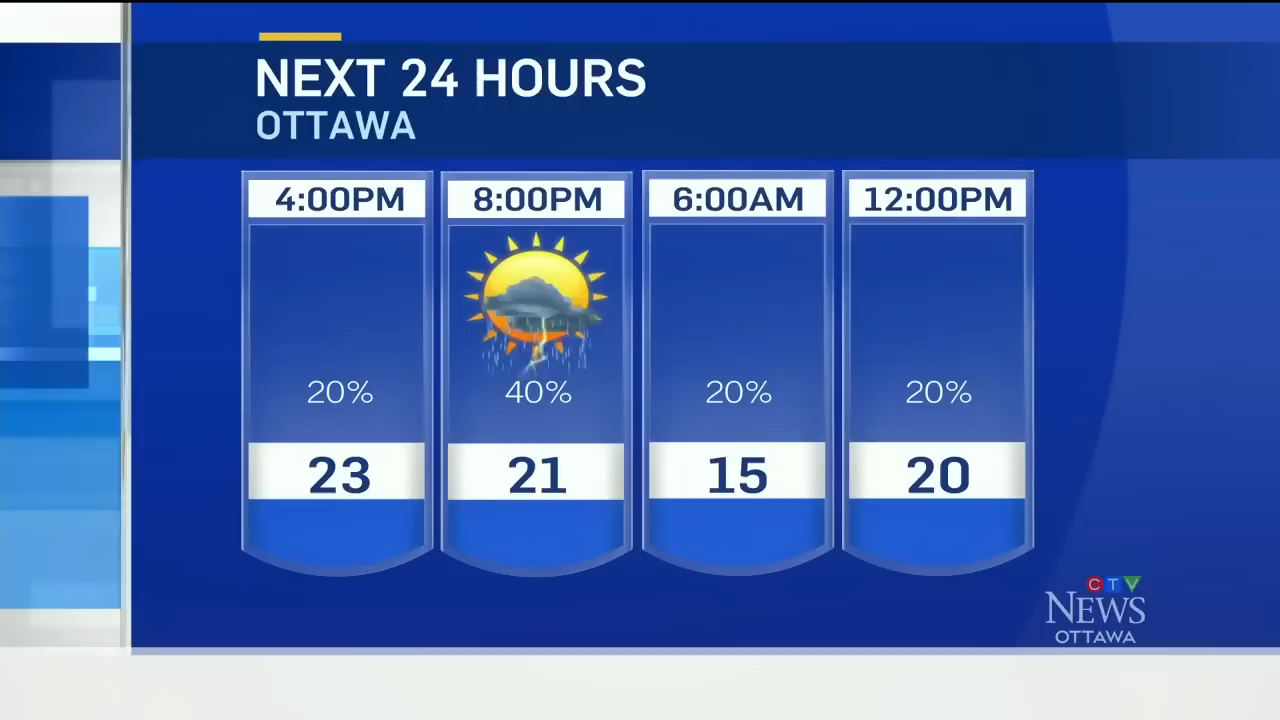 NEXT 24 HOURS
OTTAWA
4:00PM 8:00PM 6:00AM 12:00PM
20% 40% 20% 20%
23 21 15 20
CTV
NEWS
OTTAWA